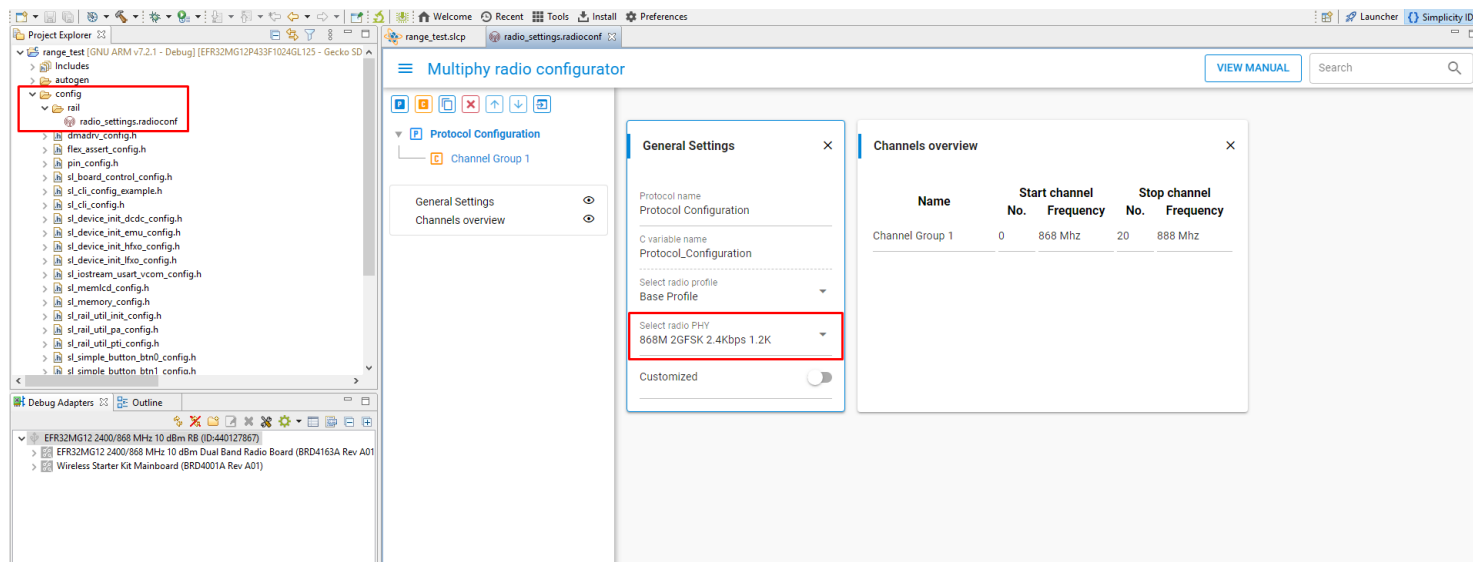 Welcome Recent Tools Install Preferences
Launcher Simplicity ID
Project Explorer
range_test [GNU ARM v7.2.1 - Debug] [EFR32MG12P433F1024GL125 - Gecko SD
Includes
autogen
config
rail
radio_settings.radioconf
dmadrv_config.h
flex_assert_config.h
pin_config.h
sl_board_control_config.h
sl_cli_config_example.h
sl_cli_config.h
sl_device_init_dcdc_config.h
sl_device_init_emu_config.h
sl_device_init_hfxo_config.h
sl_device_init_lfxo_config.h
sl_iostream_usart_vcom_config.h
sl_memlcd_config.h
sl_memory_config.h
sl_rail_util_init_config.h
sl_rail_util_pa_config.h
sl_rail_util_pti_config.h
sl_simple_button_btn0_config.h
sl_simple_button_btn1_config.h
Debug Adapters Outline
EFR32MG12 2400/868 MHz 10 dBm RB (ID:440127867)
EFR32MG12 2400/868 MHz 10 dBm Dual Band Radio Board (BRD4163A Rev A01
Wireless Starter Kit Mainboard (BRD4001A Rev A01)
range_test.slcp radio_settings.radioconf
Multiphy radio configurator
VIEW MANUAL
Search
P C
P Protocol Configuration
C Channel Group 1
General Settings
Channels overview
General Settings
Protocol name
Protocol Configuration
C variable name
Protocol_Configuration
Select radio profile
Base Profile
Select radio PHY
868M 2GFSK 2.4Kbps 1.2K
Customized
Channels overview
Start channel Stop channel
Name No. Frequency No. Frequency
Channel Group 1 0 868 Mhz 20 888 Mhz